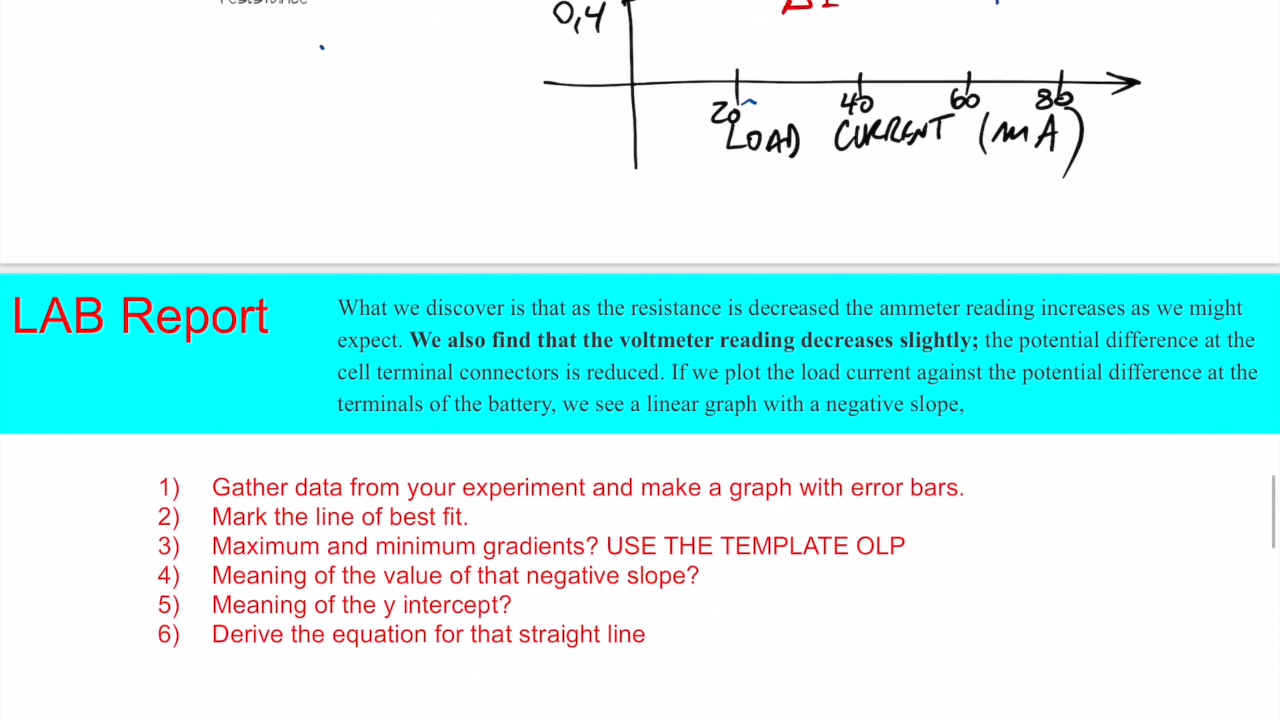 resistance
0,4
ΔI
20 40 60 80
LOAD CURRENT (mA)
LAB Report
What we discover is that as the resistance is decreased the ammeter reading increases as we might
expect. We also find that the voltmeter reading decreases slightly; the potential difference at the
cell terminal connectors is reduced. If we plot the load current against the potential difference at the
terminals of the battery, we see a linear graph with a negative slope,
1) Gather data from your experiment and make a graph with error bars.
2) Mark the line of best fit.
3) Maximum and minimum gradients? USE THE TEMPLATE OLP
4) Meaning of the value of that negative slope?
5) Meaning of the y intercept?
6) Derive the equation for that straight line